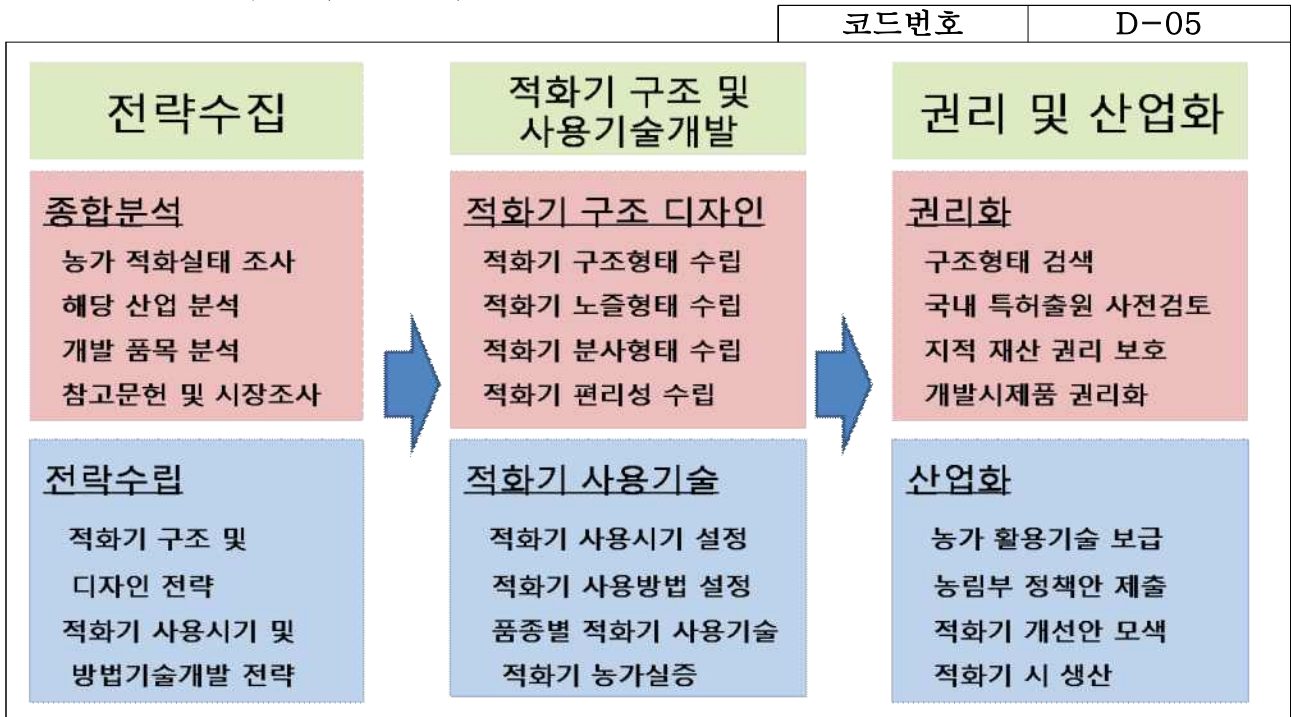 코드번호 D-05
전략수집
종합분석
농가 적화실태 조사
해당 산업 분석
개발 품목 분석
참고문헌 및 시장조사
전략수립
적화기 구조 및
디자인 전략
적화기 사용시기 및
방법기술개발 전략
적화기 구조 및
사용기술개발
적화기 구조 디자인
적화기 구조형태 수립
적화기 노즐형태 수립
적화기 분사형태 수립
적화기 편리성 수립
적화기 사용기술
적화기 사용시기 설정
적화기 사용방법 설정
품종별 적화기 사용기술
적화기 농가실증
권리 및 산업화
권리화
구조형태 검색
국내 특허출원 사전검토
지적 재산 권리 보호
개발시제품 권리화
산업화
농가 활용기술 보급
농림부 정책안 제출
적화기 개선안 모색
적화기 시 생산